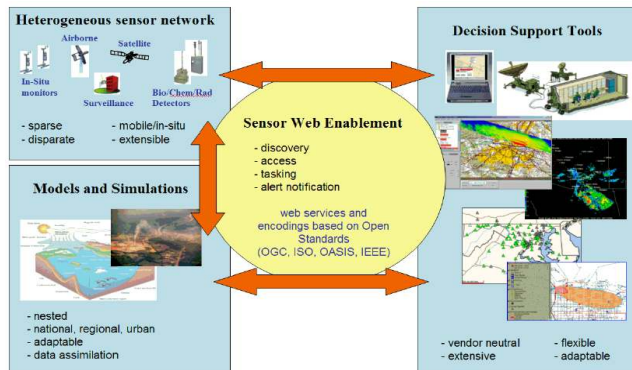 Heterogeneous sensor network
Airborne
Satellite
In-Situ
monitors
Surveillance
Bio/Chem/Rad
Detectors
- sparse
- disparate
- mobile/in-situ
- extensible
Models and Simulations
- nested
- national, regional, urban
- adaptable
- data assimilation
Sensor Web Enablement
- discovery
- access
- tasking
- alert notification
web services and
encodings based on Open
Standards
(OGC, ISO, OASIS, IEEE)
Decision Support Tools
- vendor neutral
- extensive
- flexible
- adaptable